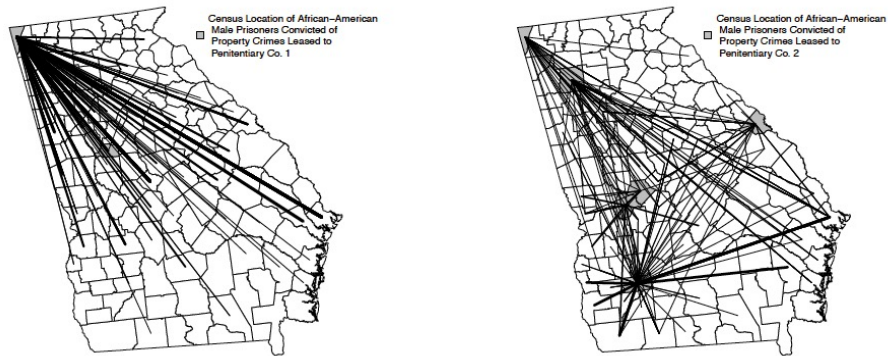 Census Location of African−American
Male Prisoners Convicted of
Property Crimes Leased to
Penitentiary Co. 1
Census Location of African−American
Male Prisoners Convicted of
Property Crimes Leased to
Penitentiary Co. 2